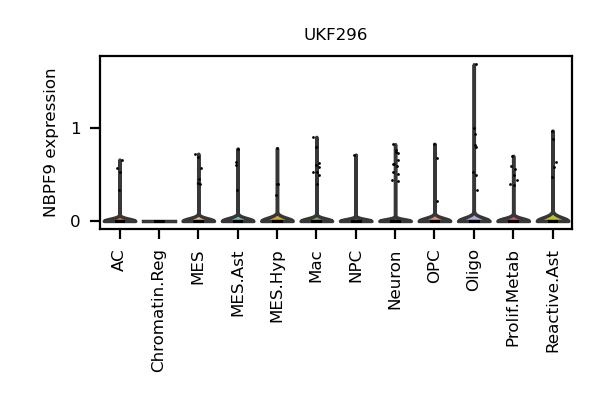 UKF296
NBPF9 expression
1
0
AC
Chromatin.Reg
MES
MES.Ast
MES.Hyp
Mac
NPC
Neuron
OPC
Oligo
Prolif.Metab
Reactive.Ast